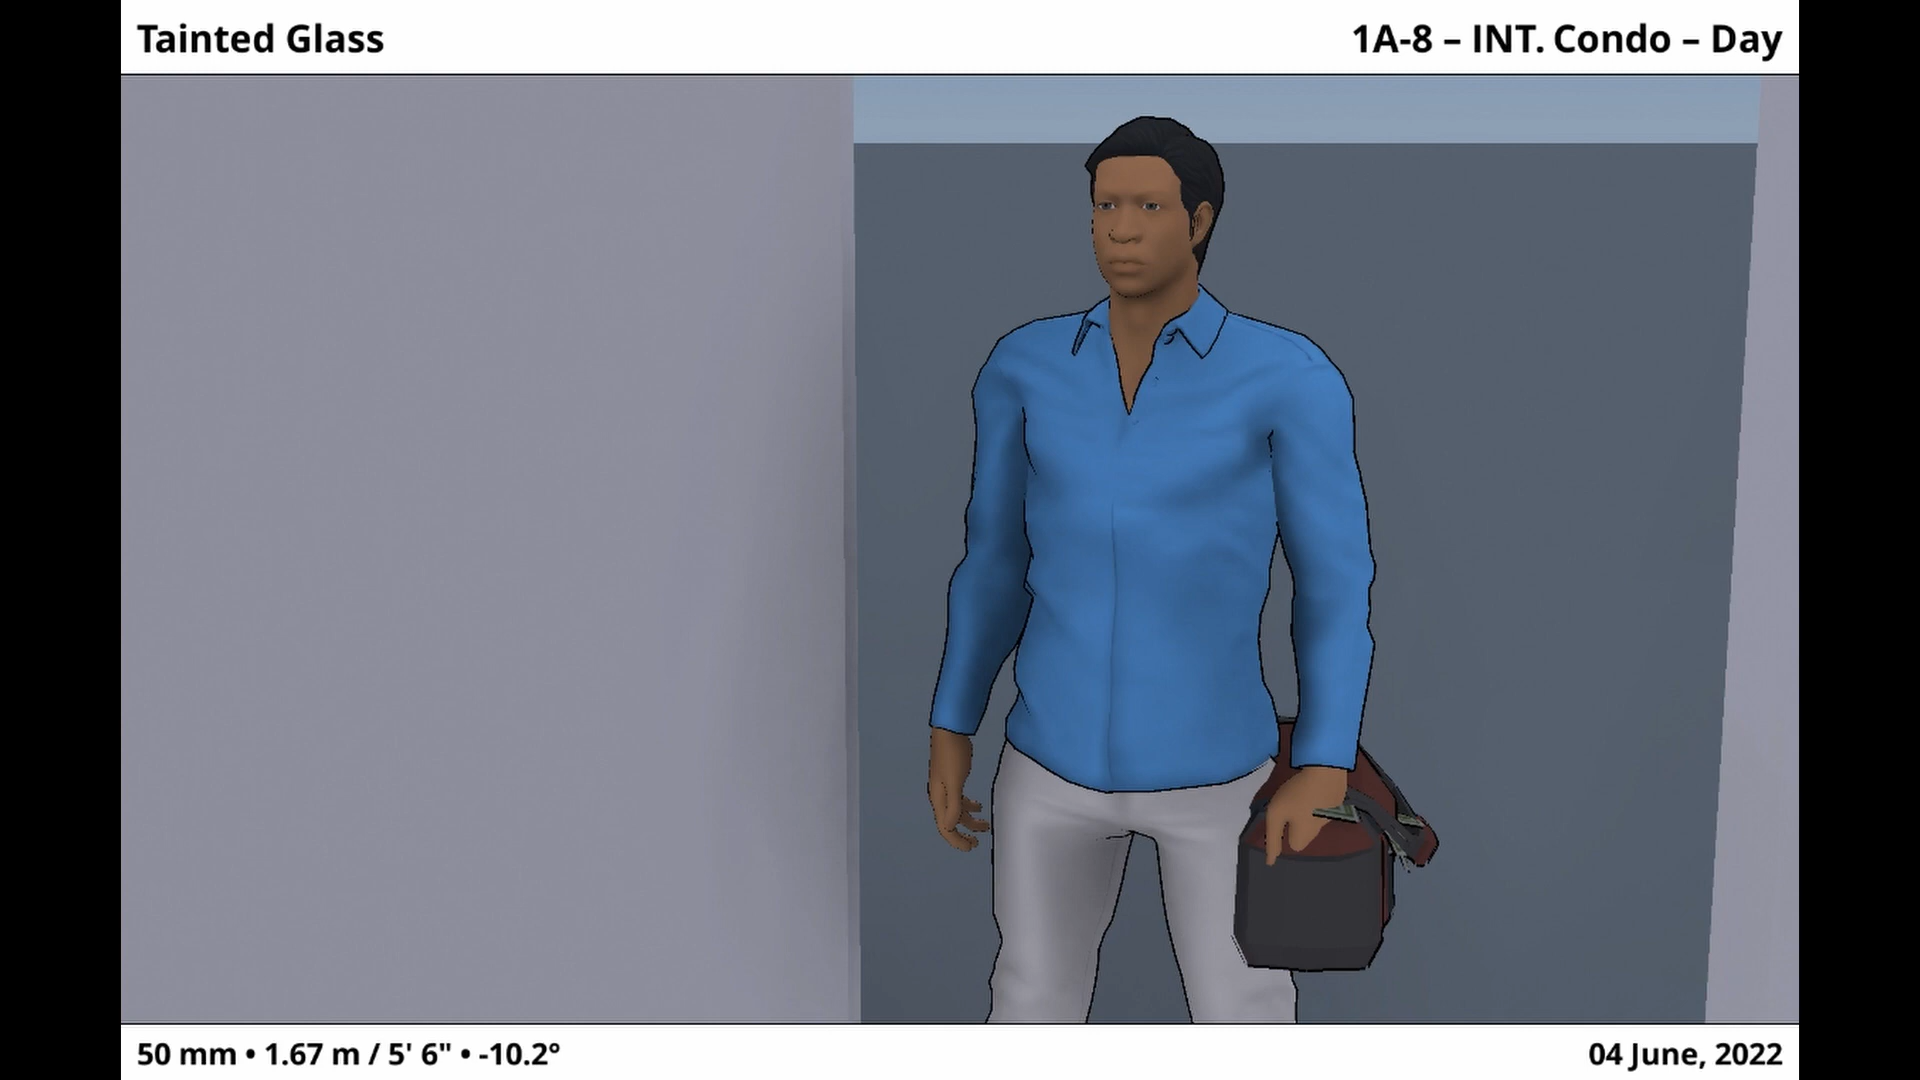 Tainted Glass
1A-8 – INT. Condo – Day
50 mm • 1.67 m / 5' 6" • -10.2°
04 June, 2022